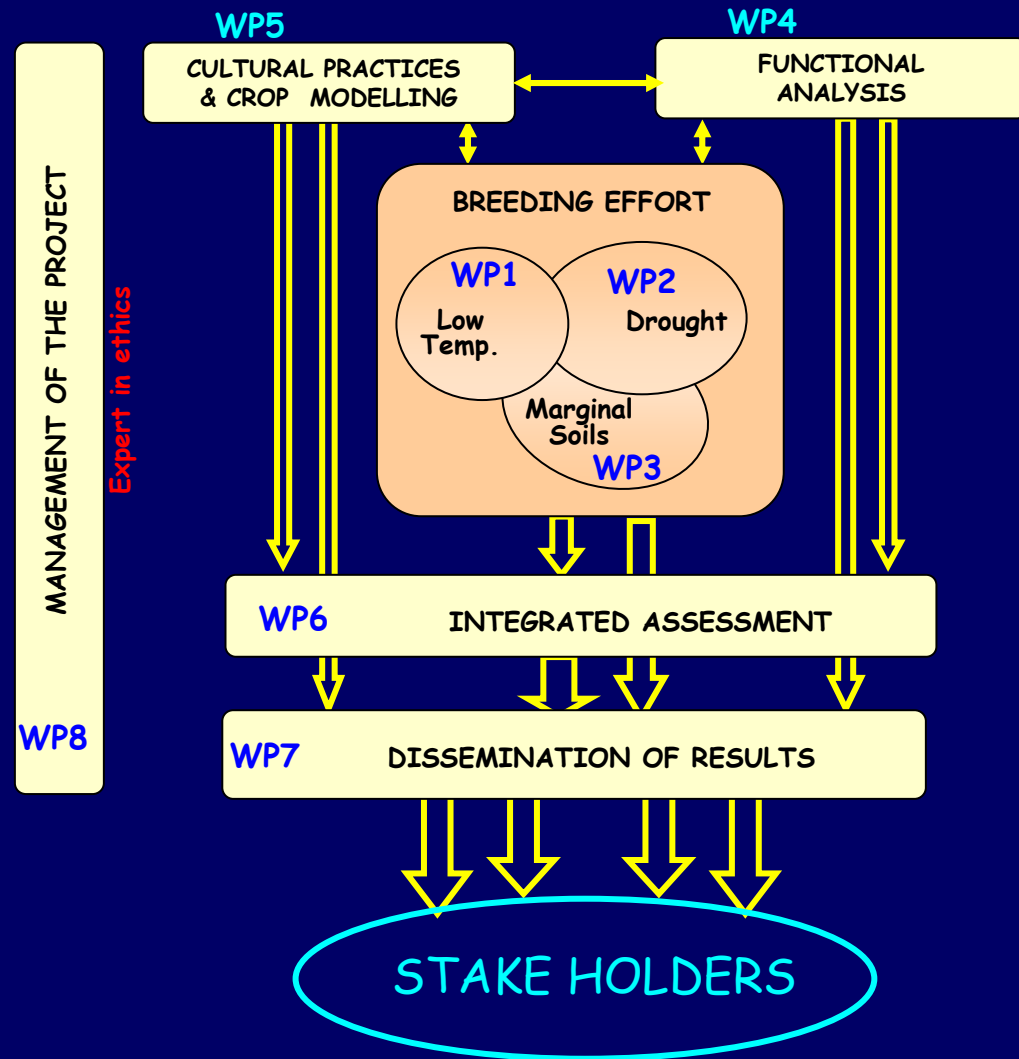 WP5
WP4
CULTURAL PRACTICES
& CROP MODELLING
FUNCTIONAL
ANALYSIS
MANAGEMENT OF THE PROJECT
WP8
Expert in ethics
BREEDING EFFORT
WP1
Low
Temp.
WP2
Drought
Marginal
Soils
WP3
WP6 INTEGRATED ASSESSMENT
WP7 DISSEMINATION OF RESULTS
STAKE HOLDERS